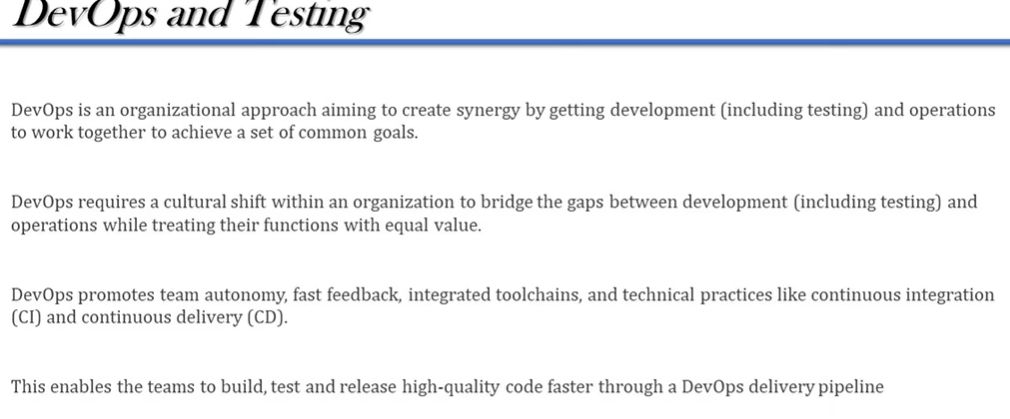 DevOps and Testing
DevOps is an organizational approach aiming to create synergy by getting development (including testing) and operations
to work together to achieve a set of common goals.
DevOps requires a cultural shift within an organization to bridge the gaps between development (including testing) and
operations while treating their functions with equal value.
DevOps promotes team autonomy, fast feedback, integrated toolchains, and technical practices like continuous integration
(CI) and continuous delivery (CD).
This enables the teams to build, test and release high-quality code faster through a DevOps delivery pipeline